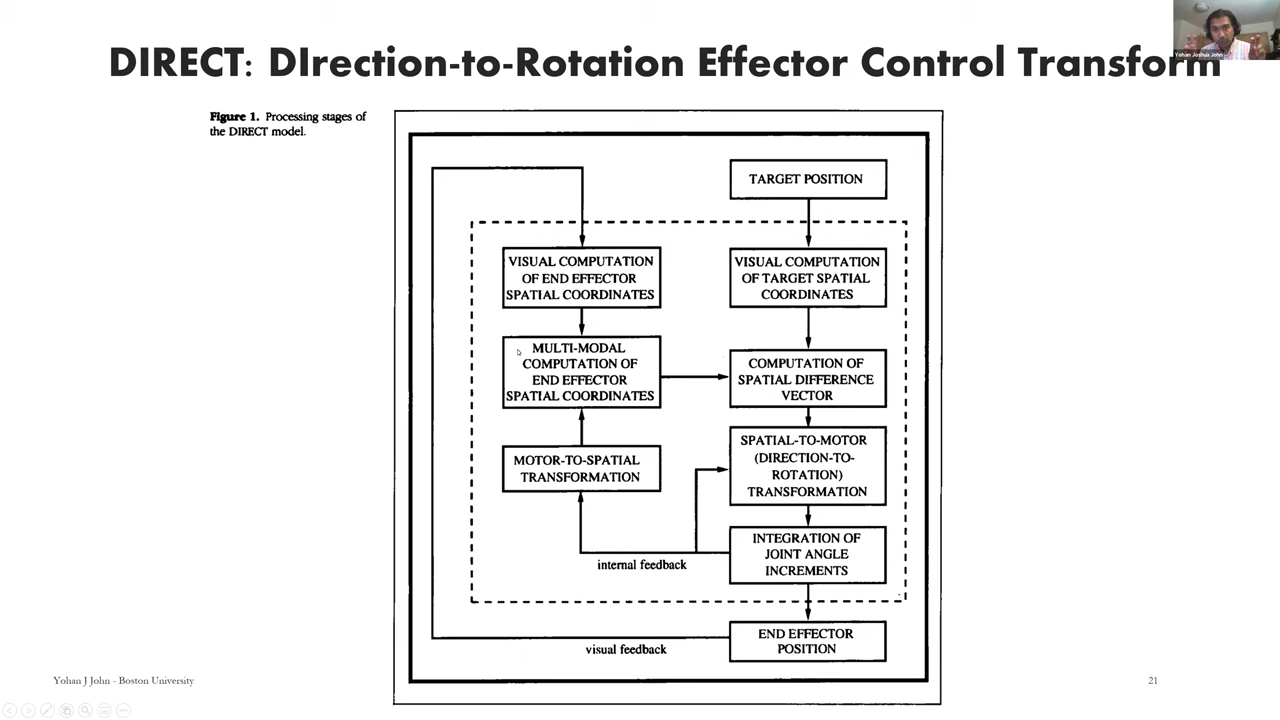 Yohan Joshua John
DIRECT: DIrection-to-Rotation Effector Control Transform
Figure 1. Processing stages of
the DIRECT model.
TARGET POSITION
VISUAL COMPUTATION
OF END EFFECTOR
SPATIAL COORDINATES
VISUAL COMPUTATION
OF TARGET SPATIAL
COORDINATES
MULTI-MODAL
COMPUTATION OF
END EFFECTOR
SPATIAL COORDINATES
COMPUTATION OF
SPATIAL DIFFERENCE
VECTOR
MOTOR-TO-SPATIAL
TRANSFORMATION
SPATIAL-TO-MOTOR
(DIRECTION-TO-
ROTATION)
TRANSFORMATION
INTEGRATION OF
JOINT ANGLE
INCREMENTS
internal feedback
END EFFECTOR
POSITION
visual feedback
Yohan J John - Boston University
21